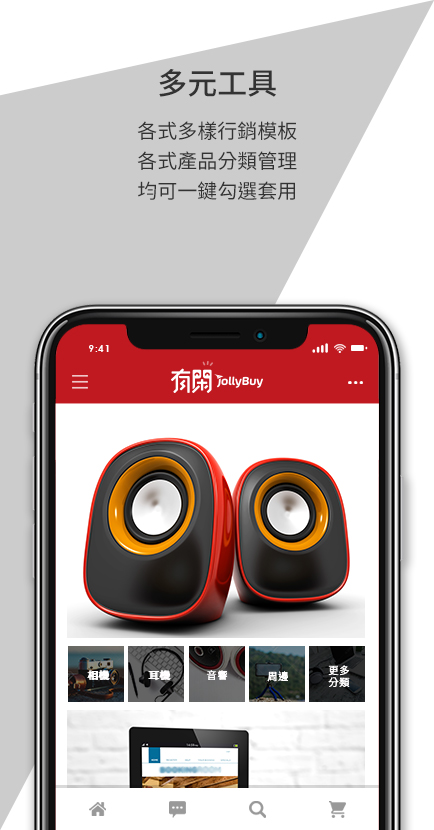 多元工具
各式多樣行銷模板
各式產品分類管理
均可一鍵勾選套用
9:41
有閑 JollyBuy
相機
耳機
音響
周邊
更多
分類